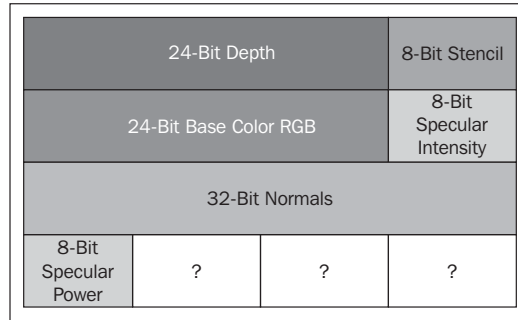 24-Bit Depth
8-Bit Stencil
24-Bit Base Color RGB
8-Bit
Specular
Intensity
32-Bit Normals
8-Bit
Specular
Power
?
?
?